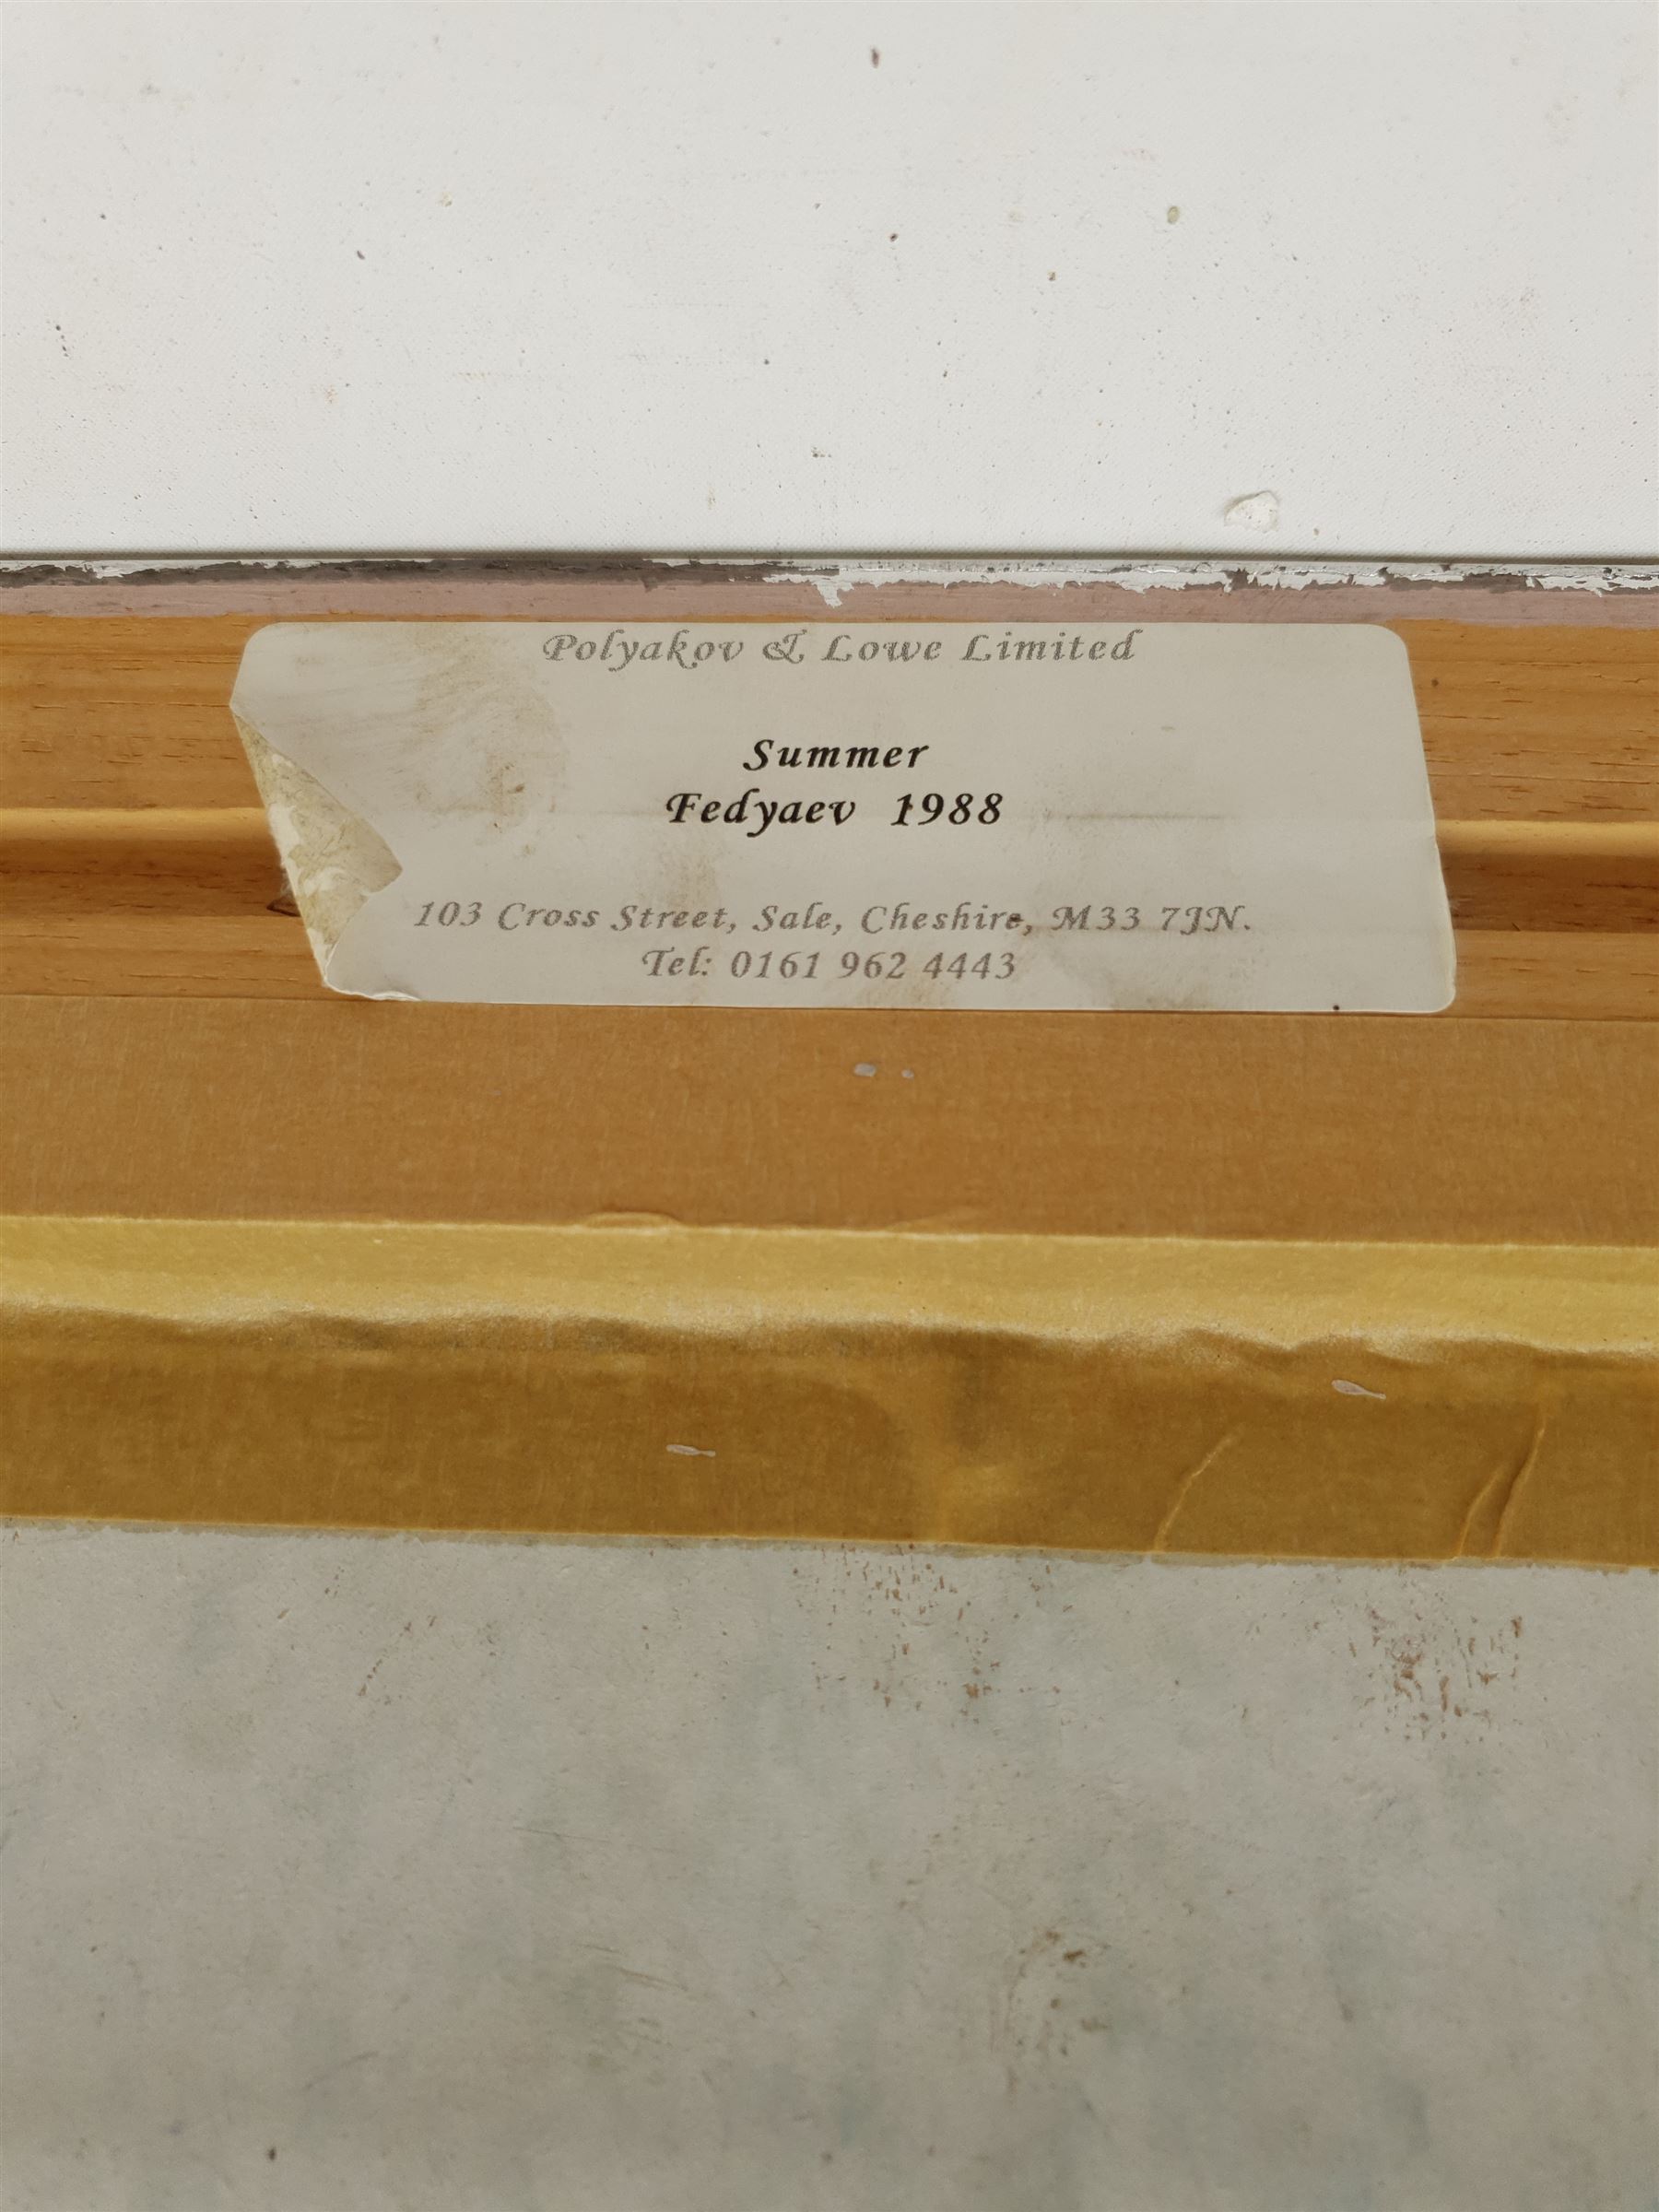 Polyakov & Lowe Limited
Summer
Fedyaev 1988
103 Cross Street, Sale, Cheshire, M33 7JN.
Tel: 0161 962 4443